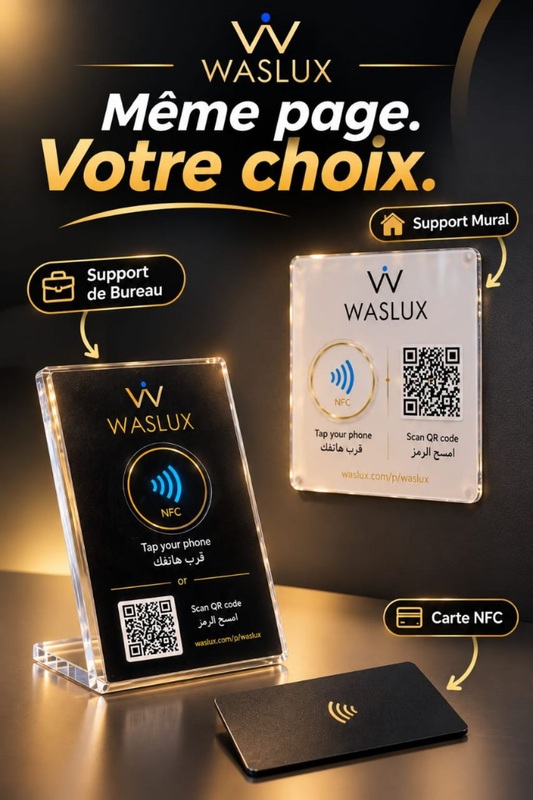 WASLUX
Même page.
Votre choix.
Support Mural
Support
de Bureau
WASLUX
NFC
Tap your phone
قرب هاتفك
Scan QR code
امسح الرمز
waslux.com/p/waslux
WASLUX
NFC
Tap your phone
قرب هاتفك
or
Scan QR code
امسح الرمز
waslux.com/p/waslux
Carte NFC